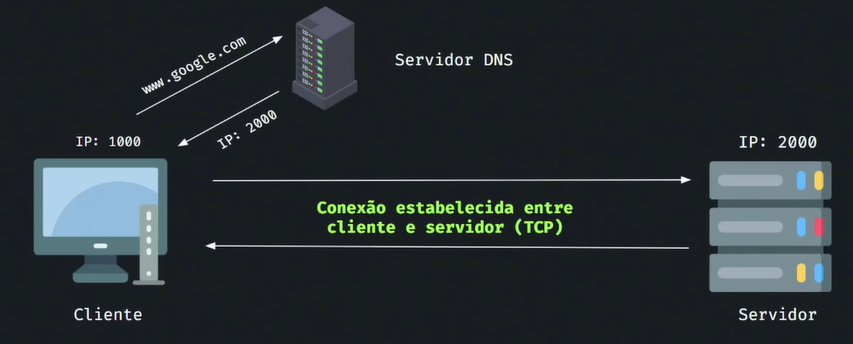 www.google.com
Servidor DNS
IP: 2000
IP: 1000
IP: 2000
Conexão estabelecida entre
cliente e servidor (TCP)
Cliente
Servidor